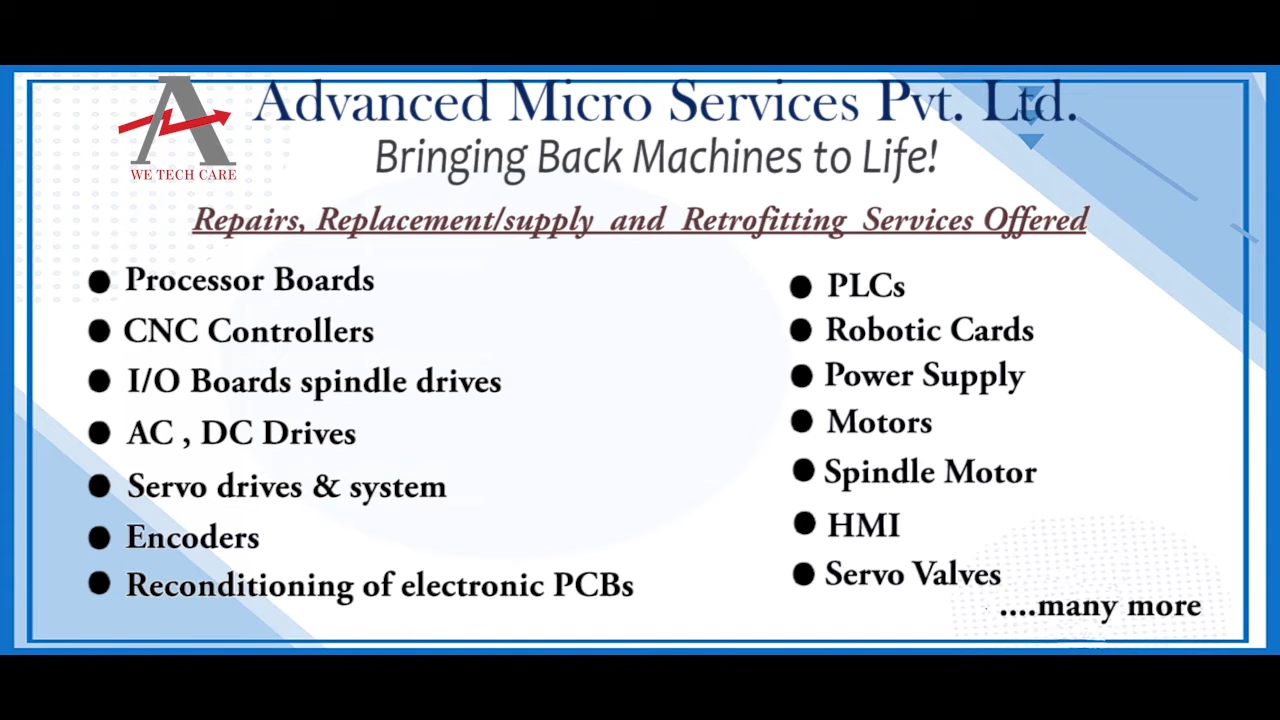 Advanced Micro Services Pvt. Ltd.
Bringing Back Machines to Life!
WE TECH CARE
Repairs, Replacement/supply and Retrofitting Services Offered
Processor Boards
CNC Controllers
I/O Boards spindle drives
AC , DC Drives
Servo drives & system
Encoders
Reconditioning of electronic PCBs
PLCs
Robotic Cards
Power Supply
Motors
Spindle Motor
HMI
Servo Valves
....many more